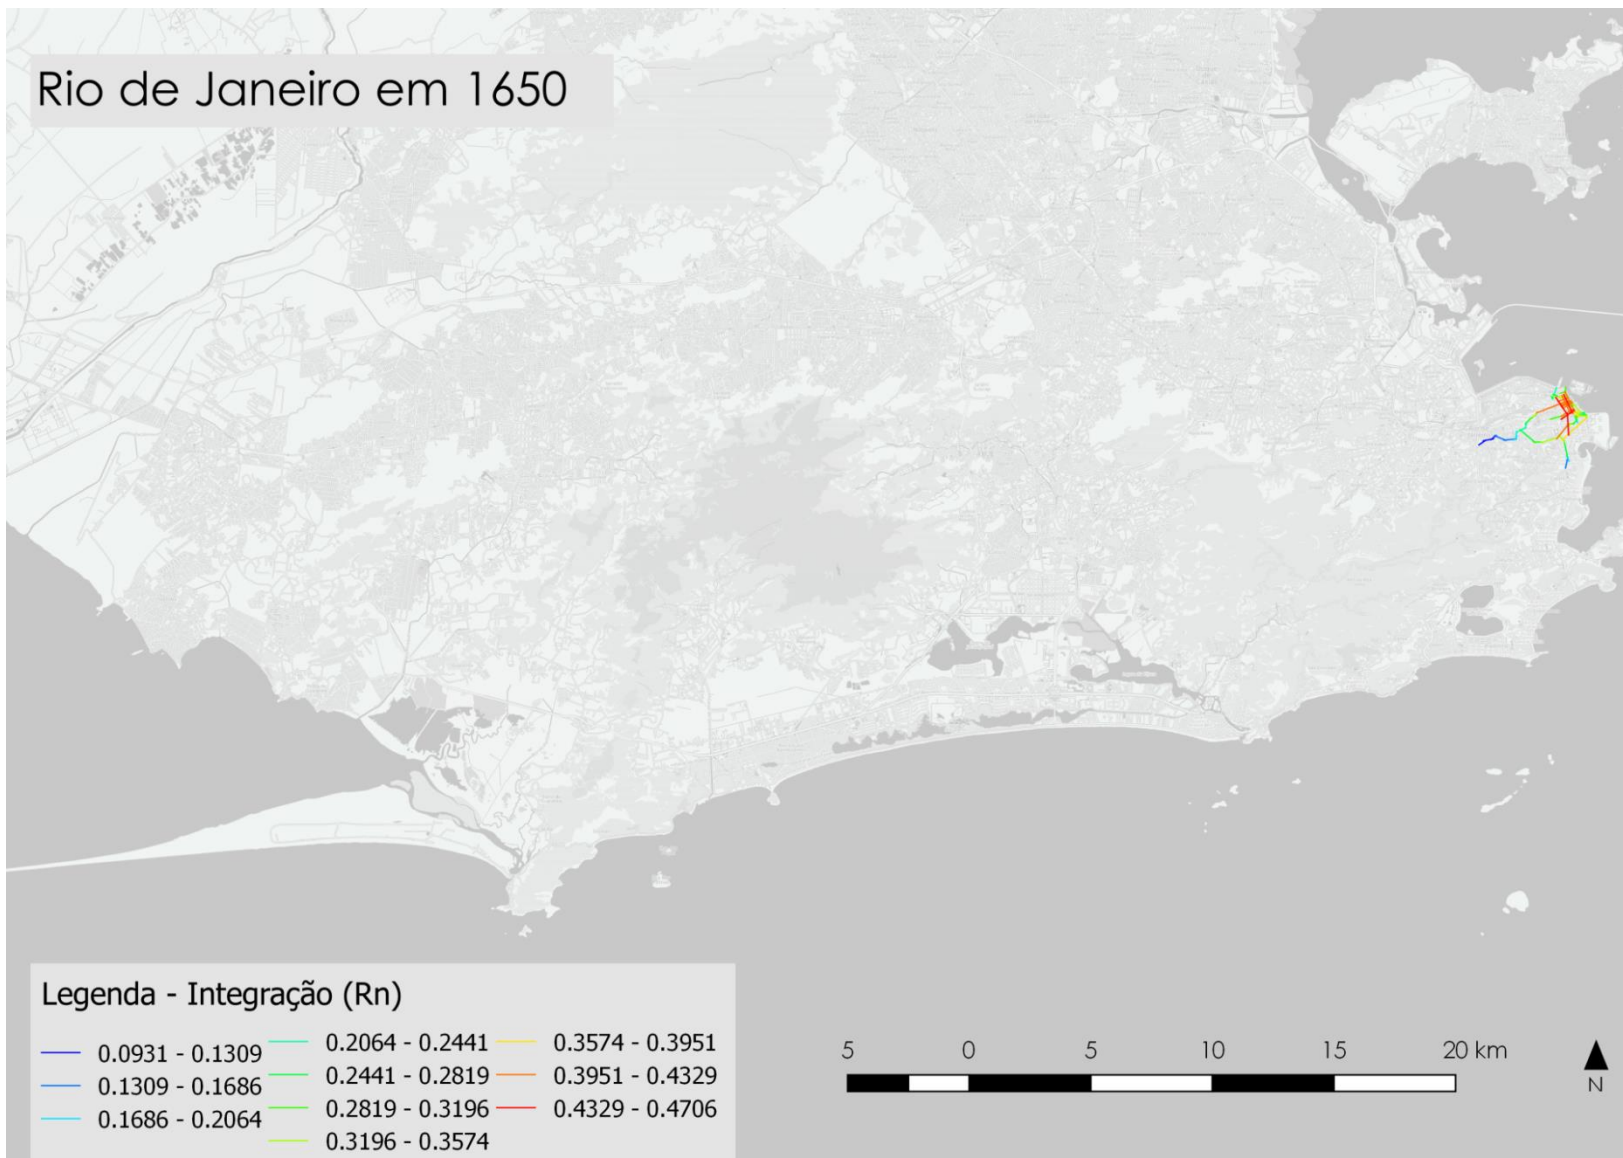 Rio de Janeiro em 1650
Legenda - Integração (Rn)
0.0931 - 0.1309
0.1309 - 0.1686
0.1686 - 0.2064
0.2064 - 0.2441
0.2441 - 0.2819
0.2819 - 0.3196
0.3196 - 0.3574
0.3574 - 0.3951
0.3951 - 0.4329
0.4329 - 0.4706
5 0 5 10 15 20 km
N